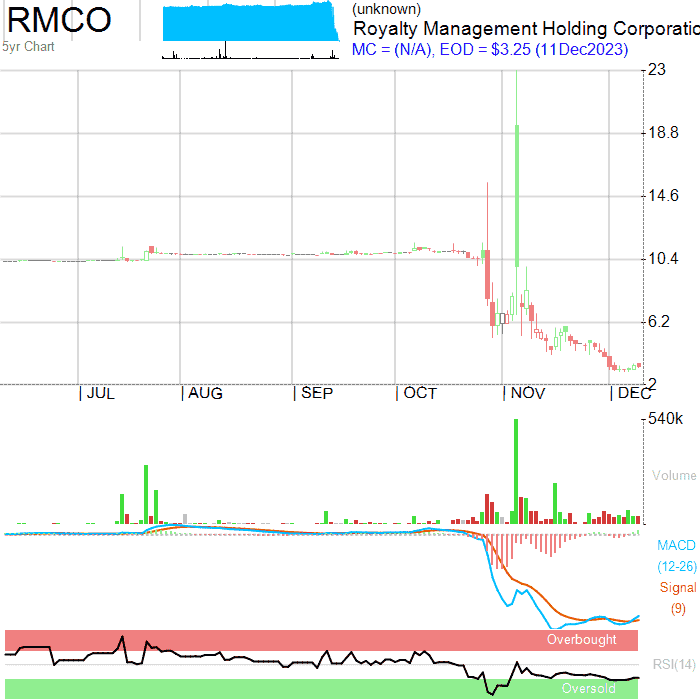 RMCO
5yr Chart
(unknown)
Royalty Management Holding Corporatio
MC = (N/A), EOD = $3.25 (11Dec2023)
23
18.8
14.6
10.4
6.2
2
JUL AUG SEP OCT NOV DEC
540k
Volume
MACD
(12-26)
Signal
(9)
Overbought
RSI(14)
Oversold